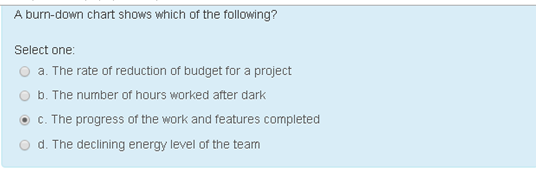 A burn-down chart shows which of the following?
Select one:
a. The rate of reduction of budget for a project
b. The number of hours worked after dark
c. The progress of the work and features completed
d. The declining energy level of the team